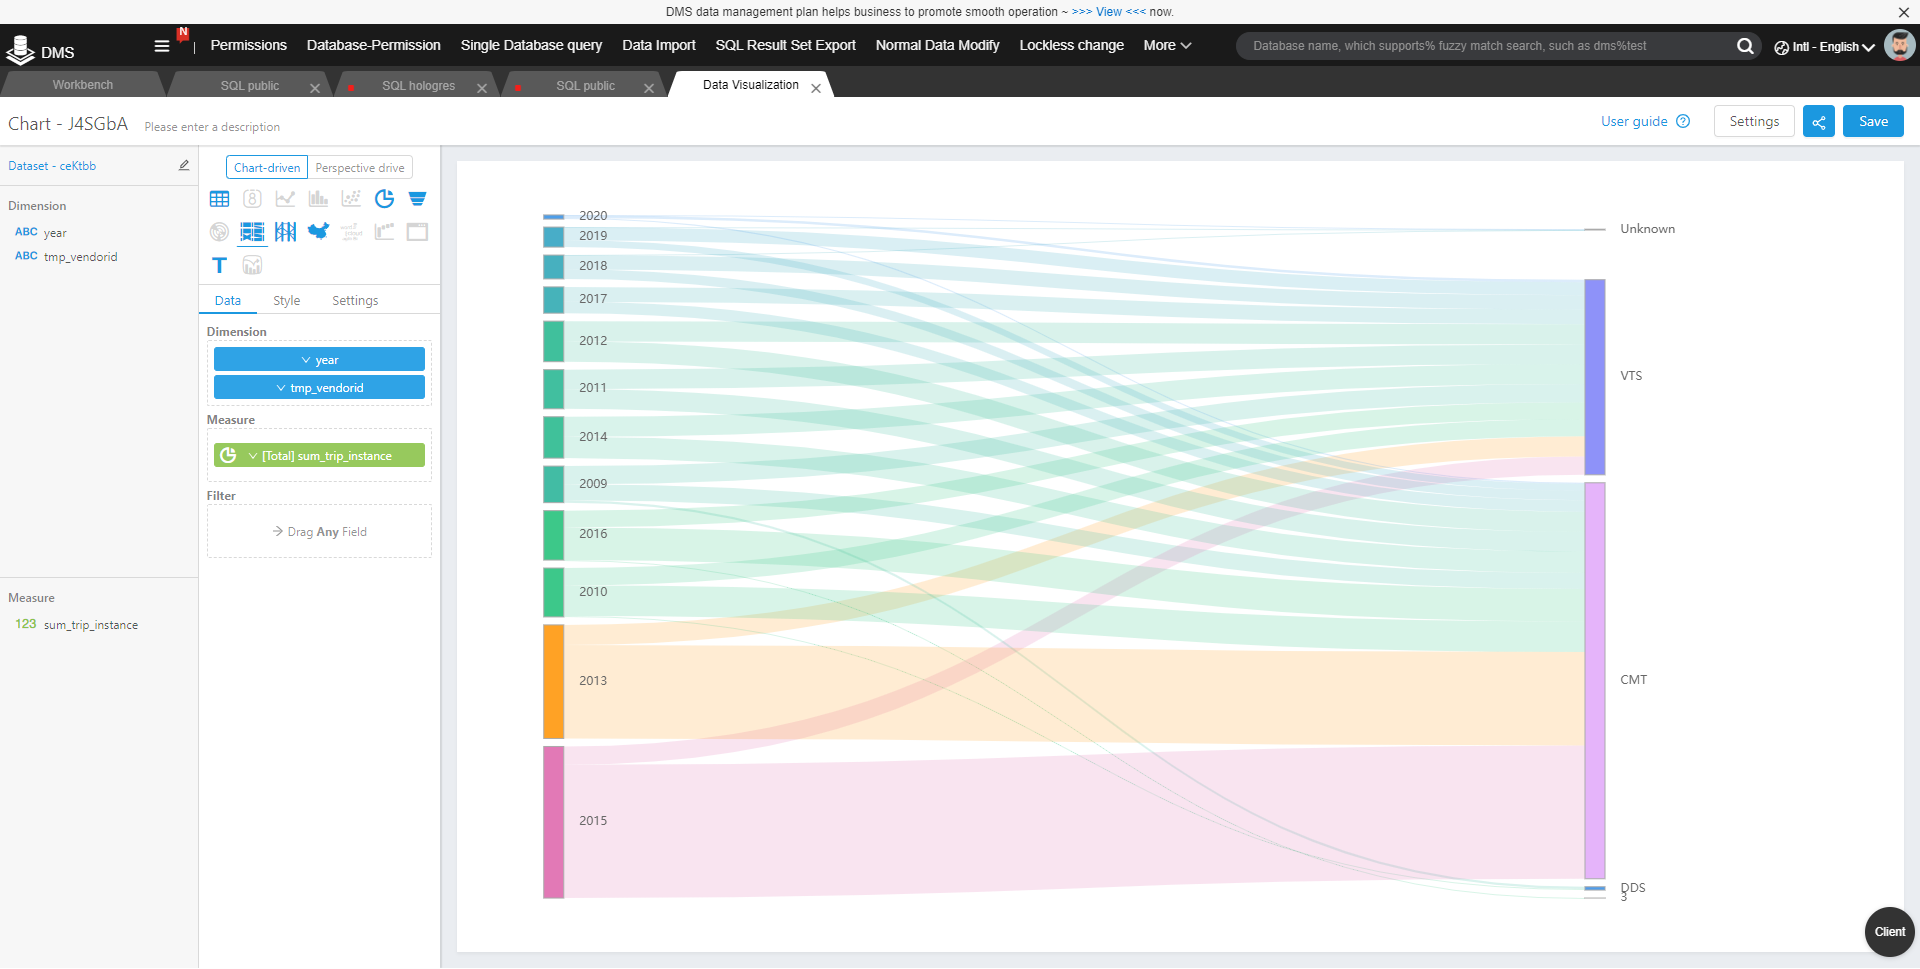 DMS data management plan helps business to promote smooth operation ~ >>> View <<< now.
DMS
N
Permissions
Database-Permission
Single Database query
Data Import
SQL Result Set Export
Normal Data Modify
Lockless change
More
Database name, which supports% fuzzy match search, such as dms%test
Intl - English
Workbench
SQL public
SQL hologres
SQL public
Data Visualization
Chart - J4SGbA
Please enter a description
User guide
Settings
Save
Dataset - ceKtbb
Dimension
ABC year
ABC tmp_vendorid
Measure
123 sum_trip_instance
Chart-driven
Perspective drive
Data
Style
Settings
Dimension
year
tmp_vendorid
Measure
[Total] sum_trip_instance
Filter
Drag Any Field
2020
2019
2018
2017
2012
2011
2014
2009
2016
2010
2013
2015
Unknown
VTS
CMT
DDS
3
Client